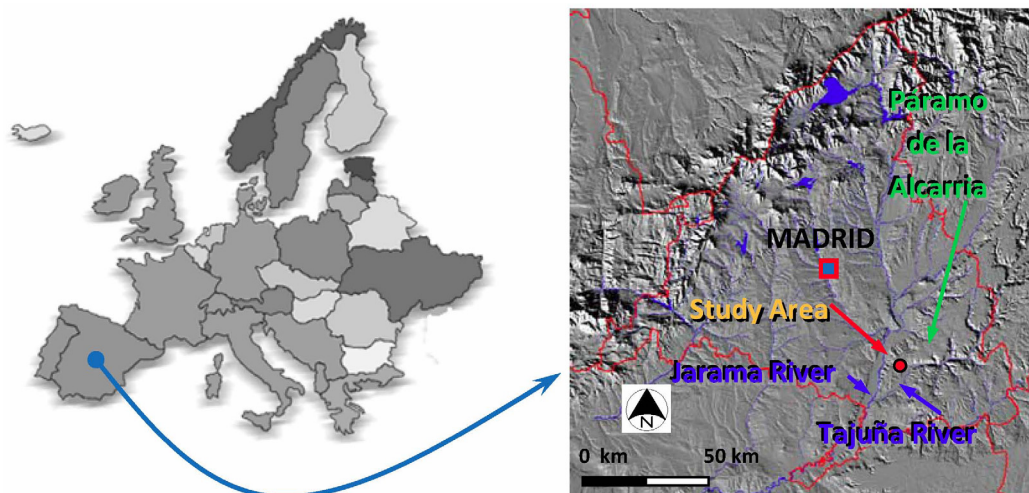 Páramo
de la
Alcarria
MADRID
Study Area
Jarama River
Tajuña River
N
0 km 50 km